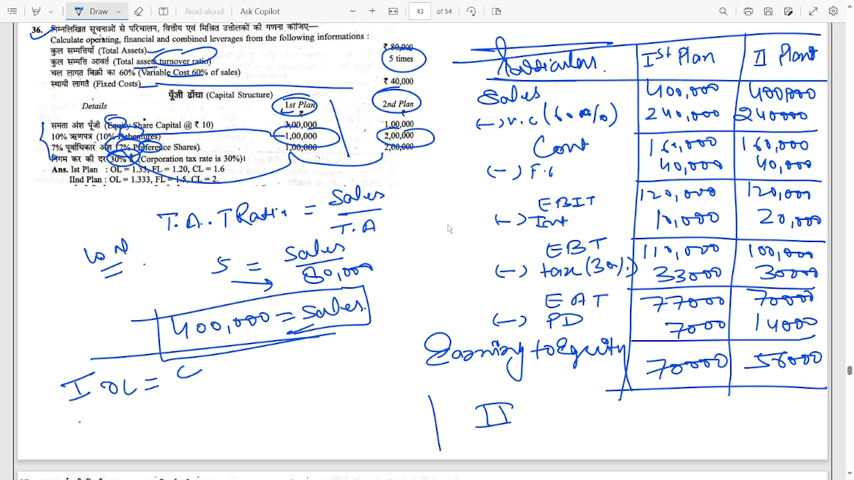 Read aloud
Ask Copilot
43
of 54
36. निम्नलिखित सूचनाओं से परिचालन, वित्तीय एवं मिश्रित उत्तोलकों की गणना कीजिए—
Calculate operating, financial and combined leverages from the following informations :
कुल सम्पत्तियाँ (Total Assets) ₹ 80,000
कुल सम्पत्ति आवर्त (Total assets turnover ratio) 5 times
चल लागत बिक्री का 60% (Variable Cost 60% of sales)
स्थायी लागतें (Fixed Costs) ₹ 40,000
पूँजी ढाँचा (Capital Structure)
Details 1st Plan 2nd Plan
समता अंश पूँजी (Equity Share Capital @ ₹ 10) 3,00,000 1,00,000
10% ऋणपत्र (10% Debentures) 1,00,000 2,00,000
7% पूर्वाधिकार अंश (7% Preference Shares) 1,00,000 2,00,000
निगम कर की दर 30% है। (Corporation tax rate is 30%)।
Ans. 1st Plan : OL = 1.33, FL = 1.20, CL = 1.6
IInd Plan : OL = 1.333, FL = 1.5, CL = 2.
T.A. T Ratio = Sales
T.A
W.N
5 = Sales
80,000
400,000 = Sales
I OL = C
Particulars Ist Plan II Plant
Sales 400,000 400,000
(-) V.C (60%) 240,000 240000
Cont 160,000 160,000
(-) F.C 40,000 40,000
EBIT 120,000 120,000
(-) Int 10,000 20,000
EBT 110,000 100,000
(-) tax (30%) 33000 30000
EAT 77000 70000
(-) PD 7000 14000
Earning to Equity 70000 56000
II